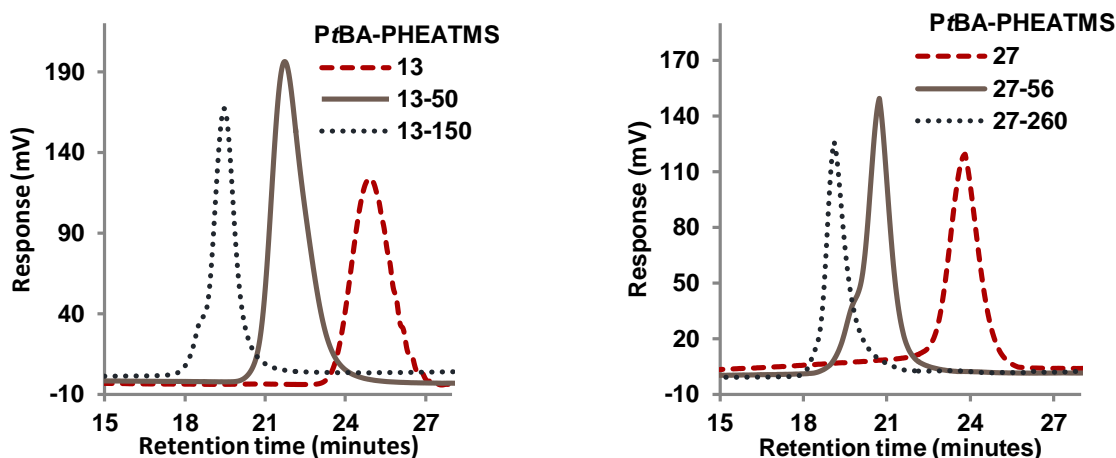 PtBA-PHEATMS
13
13-50
13-150
190
140
90
40
-10
Response (mV)
15 18 21 24 27
Retention time (minutes)
PtBA-PHEATMS
27
27-56
27-260
170
140
110
80
50
20
-10
Response (mV)
15 18 21 24 27
Retention time (minutes)